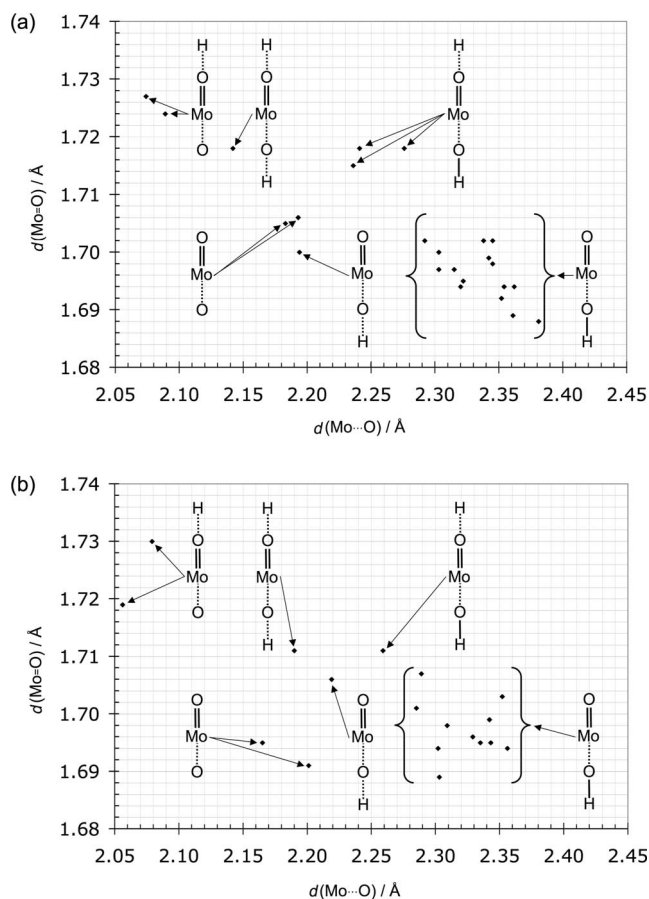 (a)
1.74
1.73
1.72
1.71
1.70
1.69
1.68
d(Mo=O) / Å
H H H
O O O
Mo Mo Mo
O O O
H H
O O O
Mo Mo Mo
O O O
H H
2.05 2.10 2.15 2.20 2.25 2.30 2.35 2.40 2.45
d(Mo···O) / Å
(b)
1.74
1.73
1.72
1.71
1.70
1.69
1.68
d(Mo=O) / Å
H H H
O O O
Mo Mo Mo
O O O
H H
O O O
Mo Mo Mo
O O O
H H
2.05 2.10 2.15 2.20 2.25 2.30 2.35 2.40 2.45
d(Mo···O) / Å